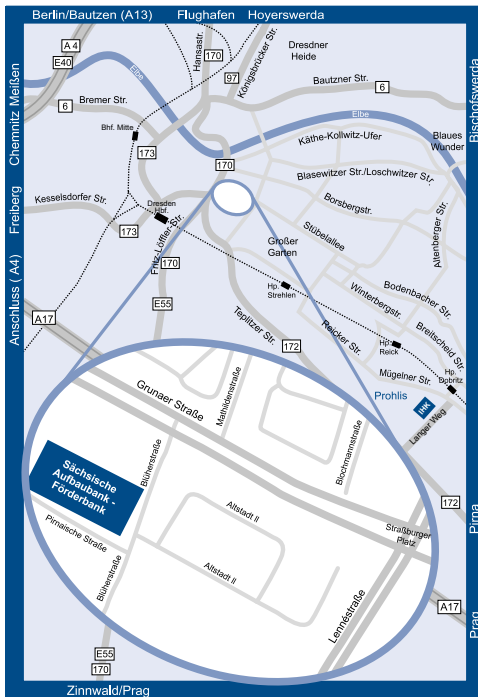 Berlin/Bautzen (A13)
Flughafen
Hoyerswerda
A 4
E40
Hansastr.
170
97
Königsbrücker Str.
Dresdner
Heide
Bautzner Str.
6
Chemnitz Meißen
6
Bremer Str.
Elbe
Elbe
Bischofswerda
Bhf. Mitte
173
Käthe-Kollwitz-Ufer
Blaues
Wunder
170
Blasewitzer Str./Loschwitzer Str.
Freiberg
Kesselsdorfer Str.
Dresden
Hbf.
Borsbergstr.
Altenberger Str.
173
Fritz-Löffler-Str.
Stübelallee
Großer
Garten
170
Anschluss (A4)
Hp.
Strehlen
Winterbergstr.
Bodenbacher Str.
E55
A17
Teplitzer Str.
Reicker Str.
Breitscheid Str.
172
Hp.
Reick
Mügelner Str.
Hp.
Dobritz
Prohlis
IHK
Langer Weg
Grunaer Straße
Mathildenstraße
Blochmannstraße
Sächsische
Aufbaubank -
Förderbank
Blüherstraße
Altstadt II
Pirnaische Straße
Straßburger
Platz
172
Pirna
Altstadt II
Blüherstraße
Lennéstraße
A17
Prag
E55
170
Zinnwald/Prag